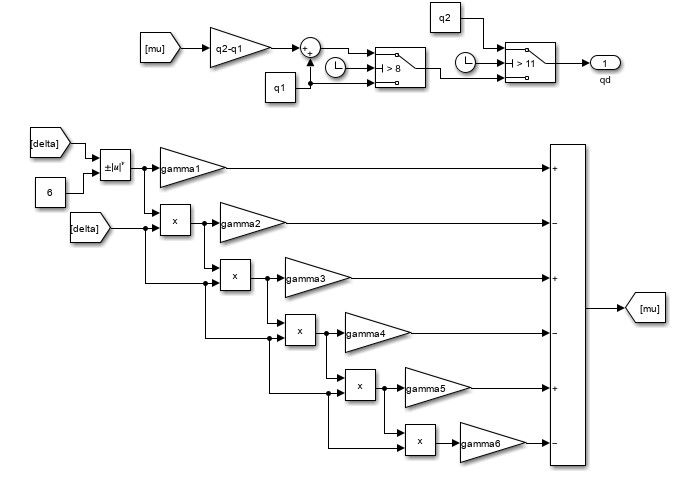 q2
[mu]
q2-q1
+
+
> 8
> 11
1
qd
q1
[delta]
±|u|ᵛ
gamma1
+
6
[delta]
x
gamma2
−
x
gamma3
+
[mu]
x
gamma4
−
x
gamma5
+
x
gamma6
−